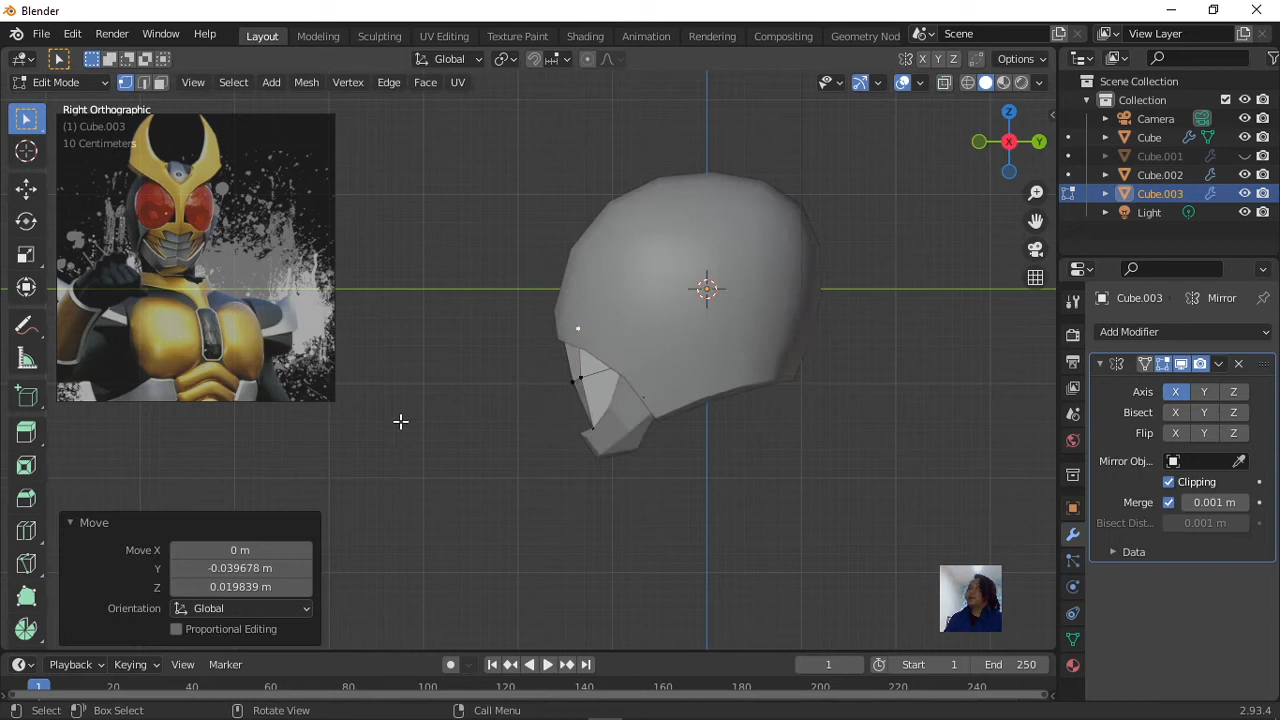 Blender
File Edit Render Window Help
Layout Modeling Sculpting UV Editing Texture Paint Shading Animation Rendering Compositing Geometry Nod
Scene
View Layer
Global
X Y Z
Options
Edit Mode
View Select Add Mesh Vertex Edge Face UV
Right Orthographic
(1) Cube.003
10 Centimeters
Z
X
Y
Scene Collection
Collection
Camera
Cube
Cube.001
Cube.002
Cube.003
Light
Cube.003 Mirror
Add Modifier
Axis X Y Z
Bisect X Y Z
Flip X Y Z
Mirror Obj...
Clipping
Merge 0.001 m
Bisect Dist... 0.001 m
Data
Move
Move X 0 m
Y -0.039678 m
Z 0.019839 m
Orientation Global
Proportional Editing
Playback Keying View Marker
1
Start 1
End 250
1 20 40 60 80 100 120 140 160 180 200 220 240
Select Box Select Rotate View Call Menu
2.93.4